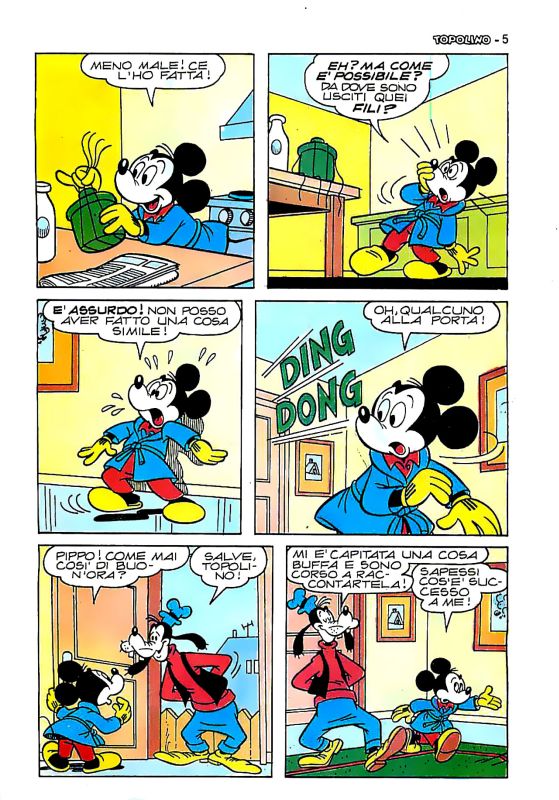 TOPOLINO - 5
MENO MALE! CE
L'HO FATTA!
EH? MA COME
E' POSSIBILE?
DA DOVE SONO
USCITI QUEI
FILI?
E' ASSURDO! NON POSSO
AVER FATTO UNA COSA
SIMILE!
DING
DONG
OH, QUALCUNO
ALLA PORTA!
PIPPO! COME MAI
COSI' DI BUO-
N'ORA?
SALVE,
TOPOLI-
NO!
MI E' CAPITATA UNA COSA
BUFFA E SONO
CORSO A RAC-
CONTARTELA!
SAPESSI
COS'E' SUC-
CESSO
A ME!